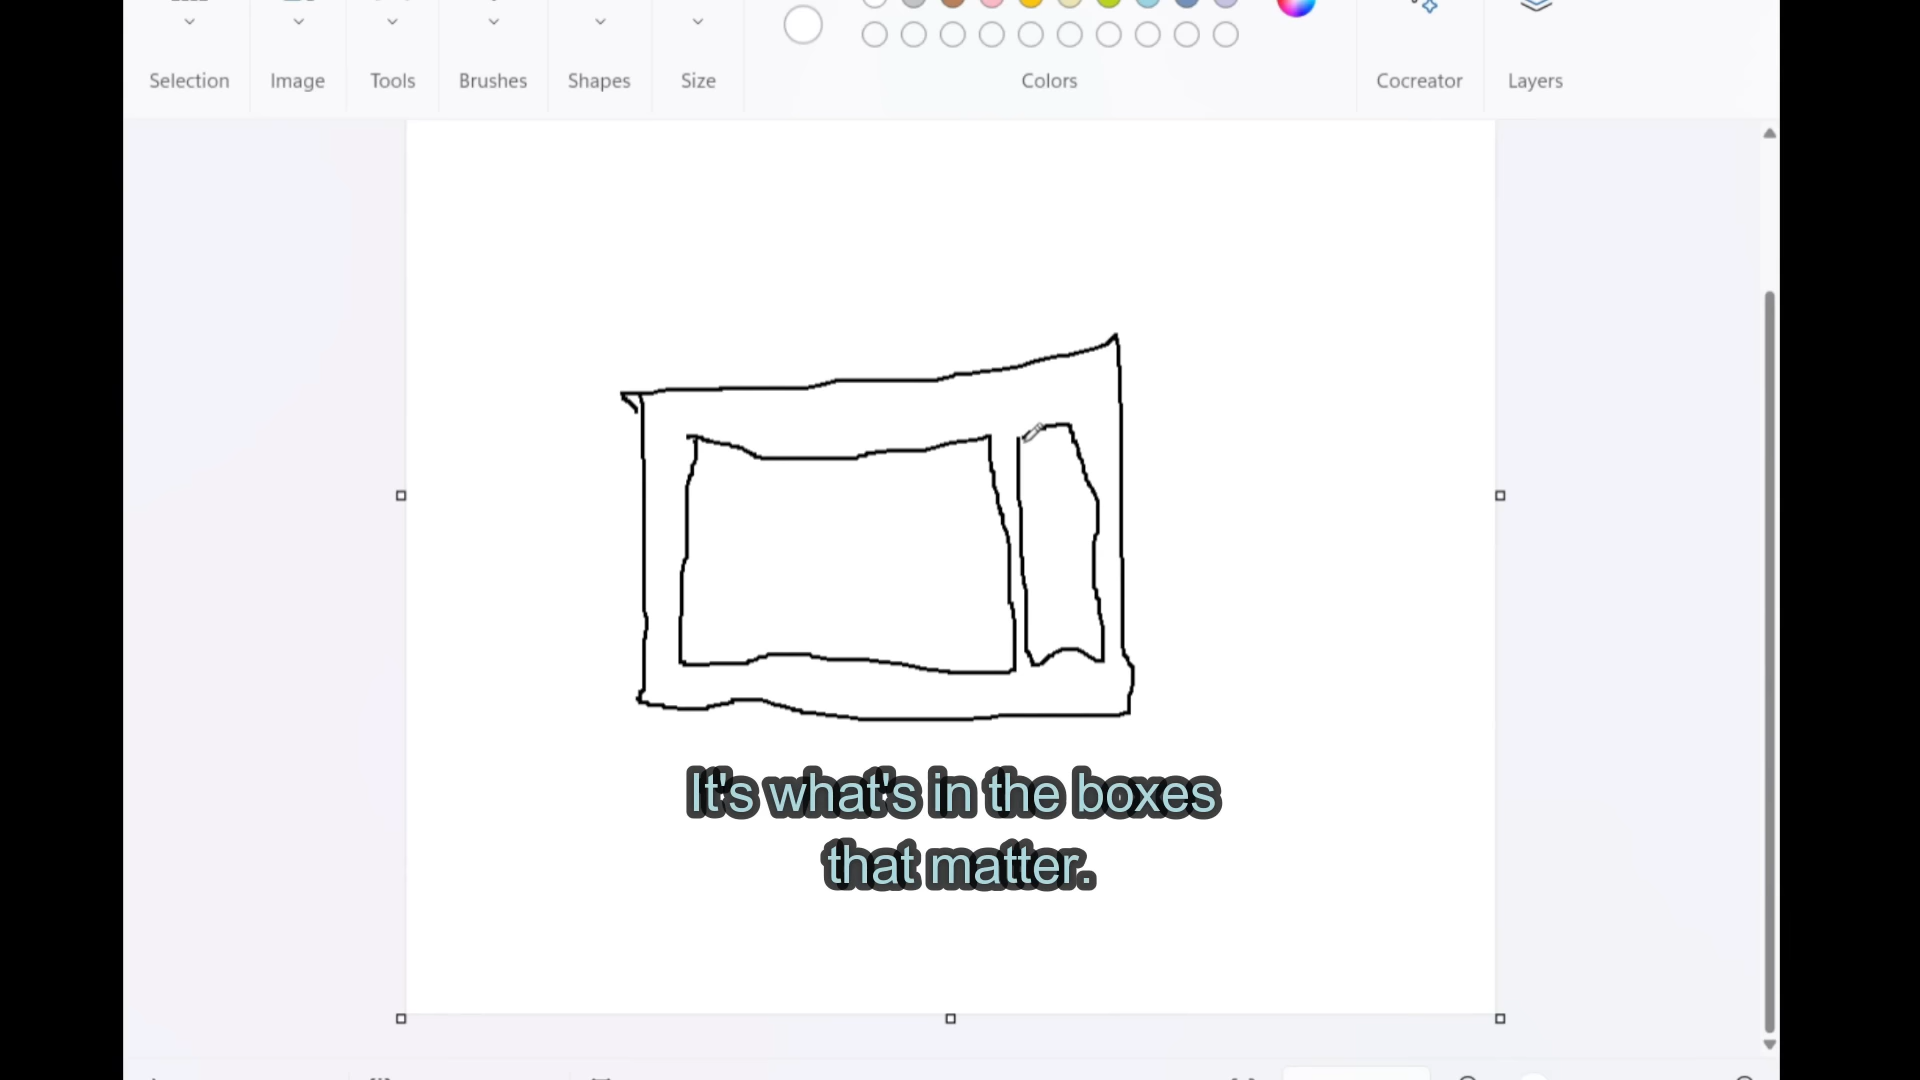 Selection Image Tools Brushes Shapes Size Colors Cocreator Layers
It's what's in the boxes
that matter.